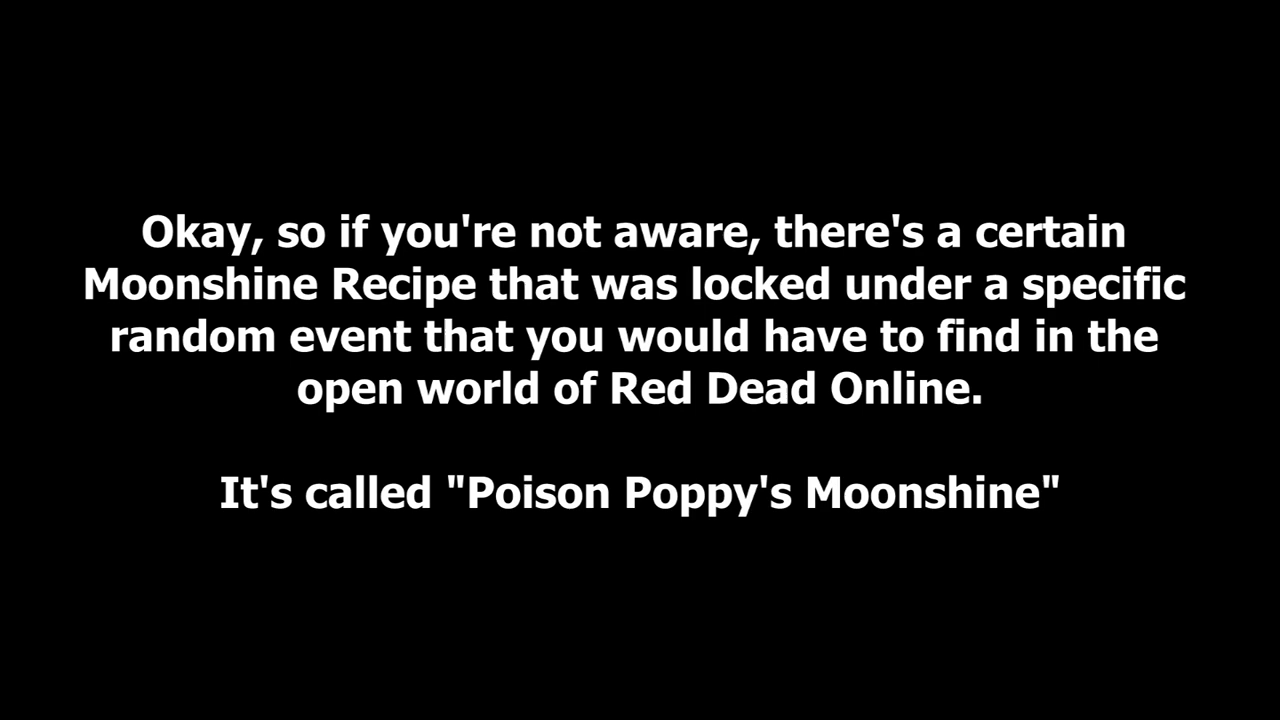 Okay, so if you're not aware, there's a certain
Moonshine Recipe that was locked under a specific
random event that you would have to find in the
open world of Red Dead Online.
It's called "Poison Poppy's Moonshine"